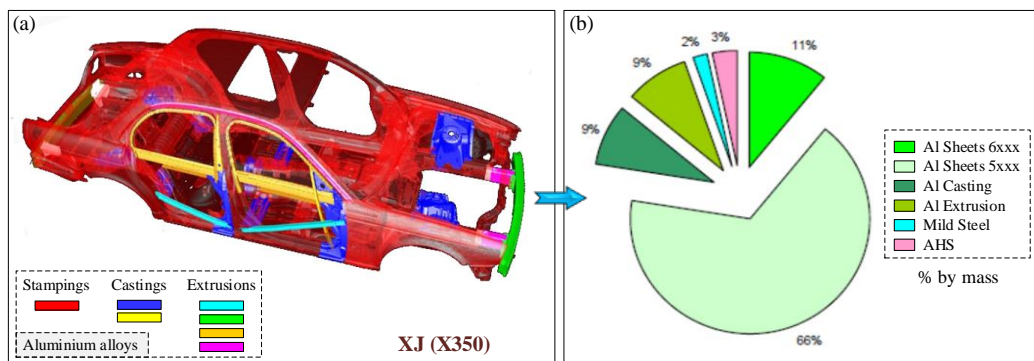 (a)
Stampings Castings Extrusions
Aluminium alloys
XJ (X350)
(b)
2% 3%
9% 11%
9%
66%
Al Sheets 6xxx
Al Sheets 5xxx
Al Casting
Al Extrusion
Mild Steel
AHS
% by mass